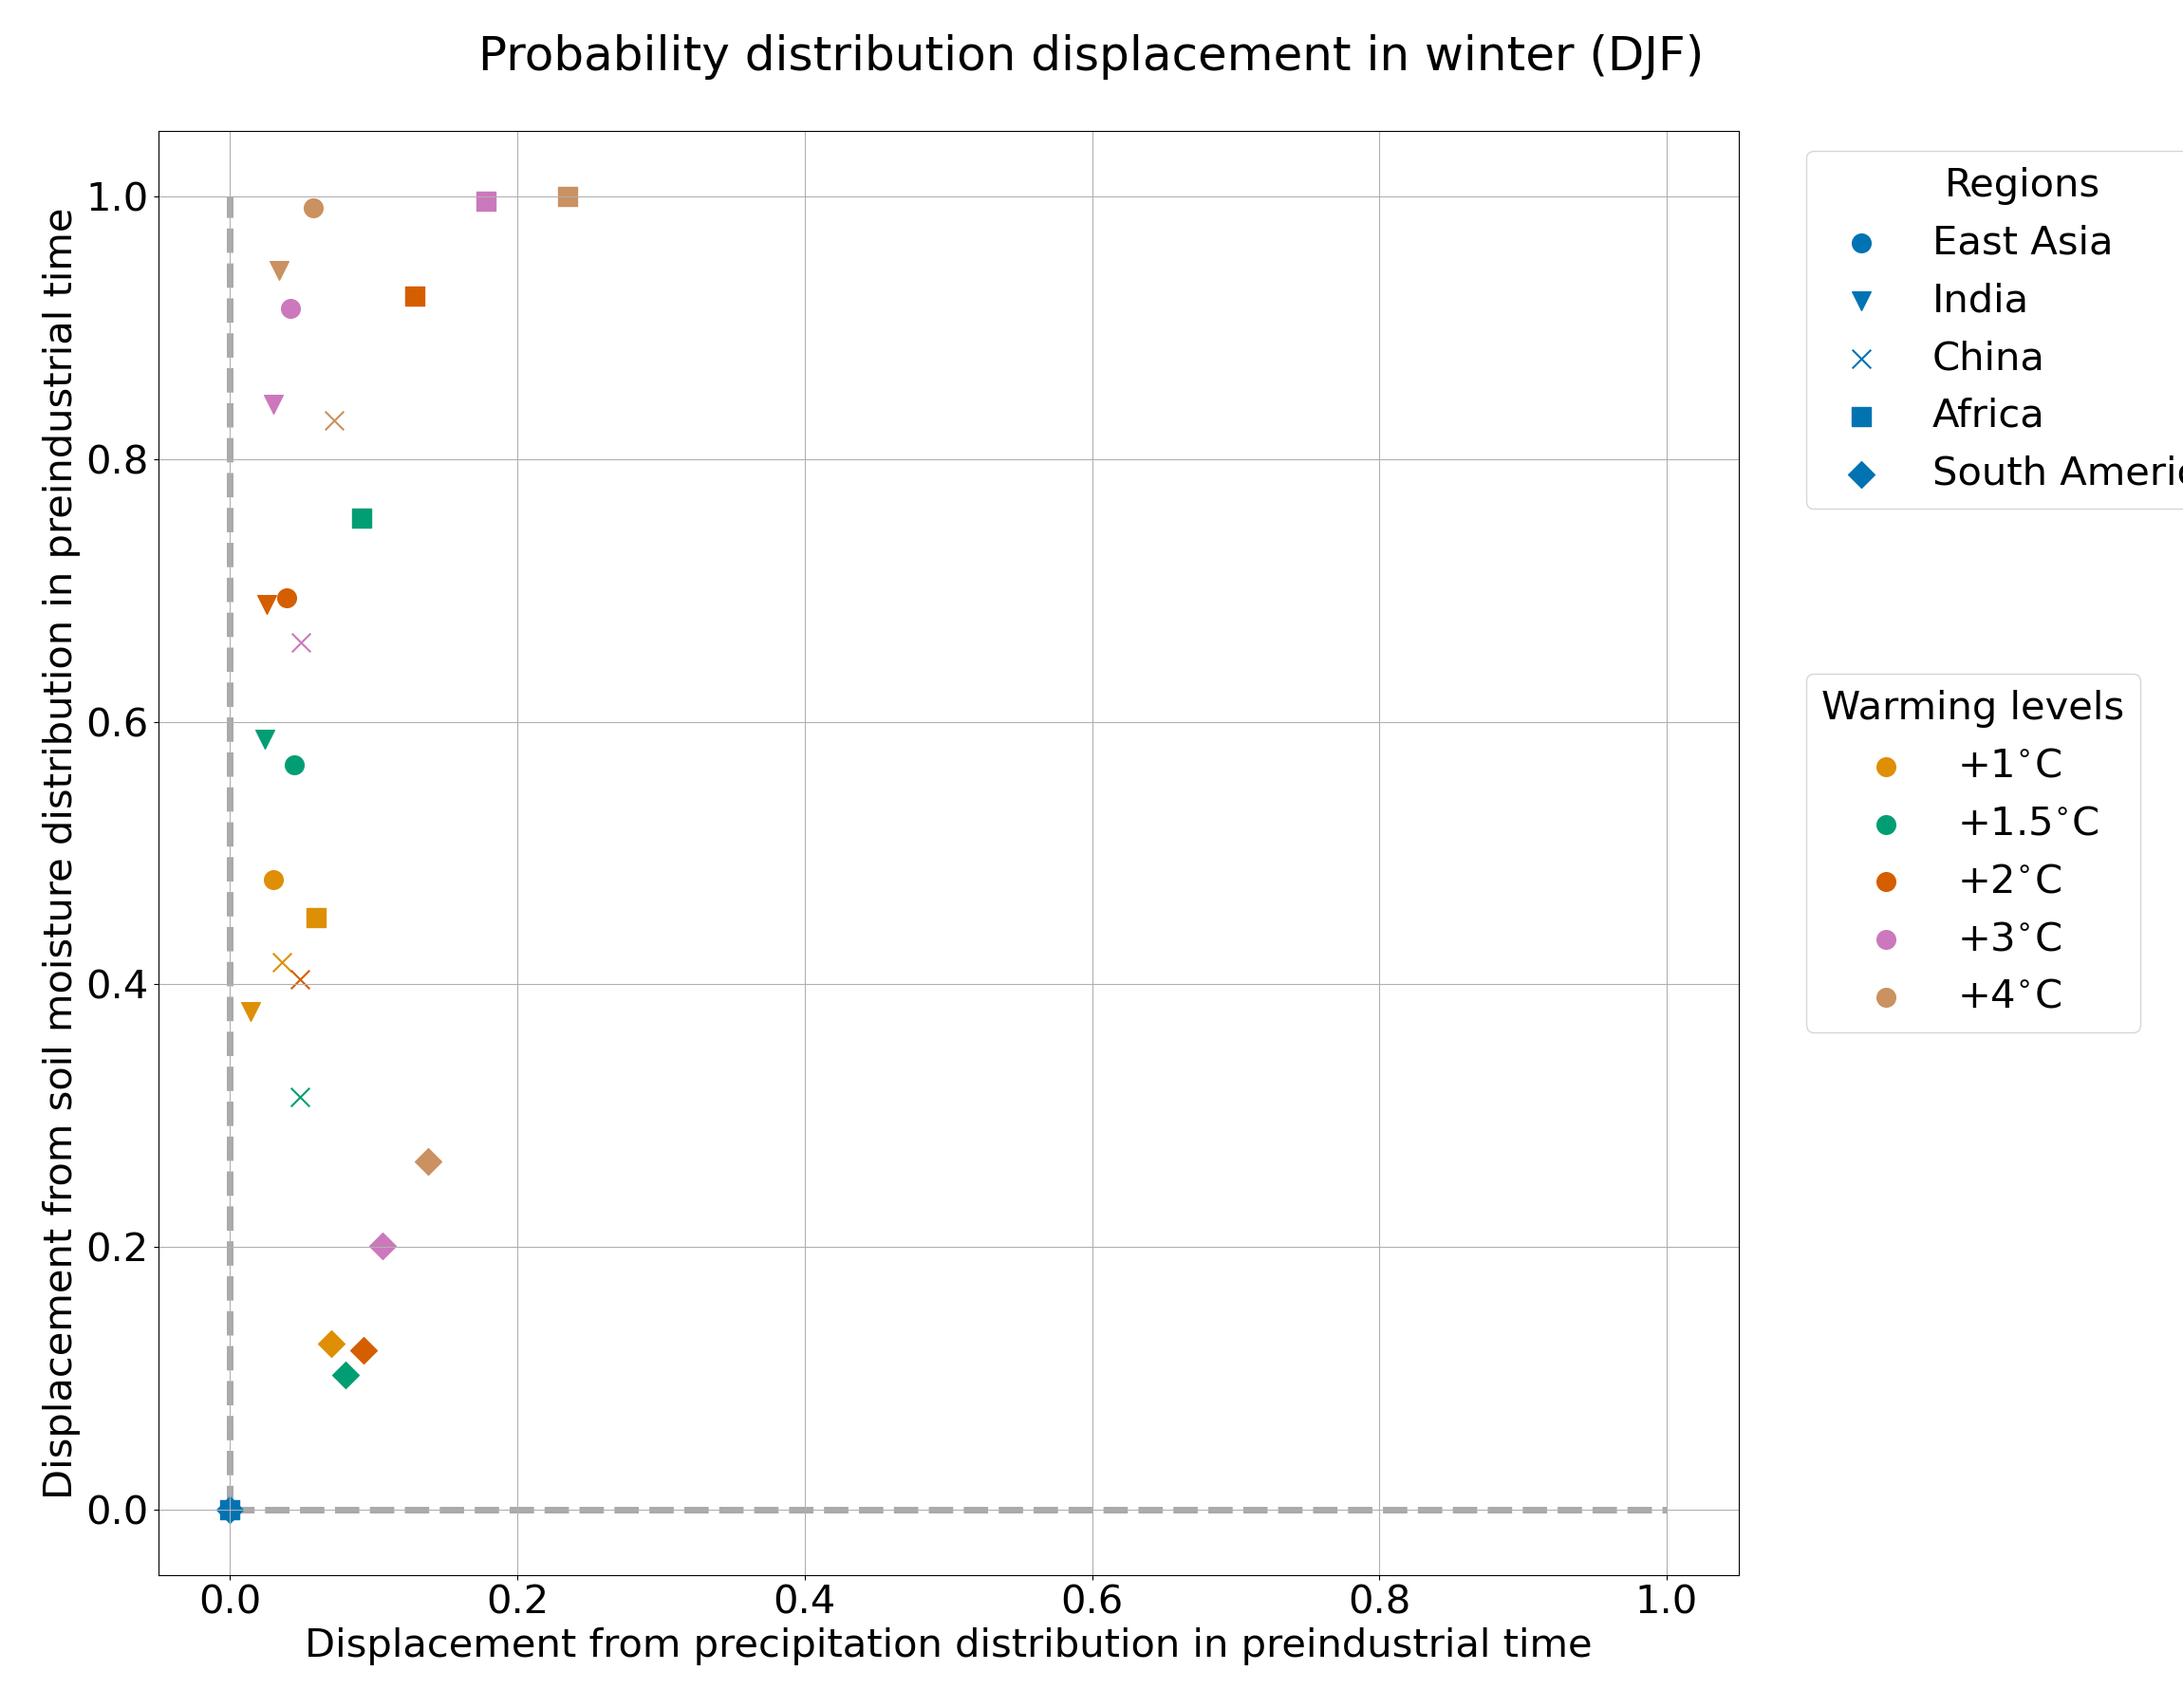 Probability distribution displacement in winter (DJF)
Displacement from soil moisture distribution in preindustrial time
1.0
0.8
0.6
0.4
0.2
0.0
0.0 0.2 0.4 0.6 0.8 1.0
Displacement from precipitation distribution in preindustrial time
Regions
East Asia
India
China
Africa
South Americ
Warming levels
+1°C
+1.5°C
+2°C
+3°C
+4°C